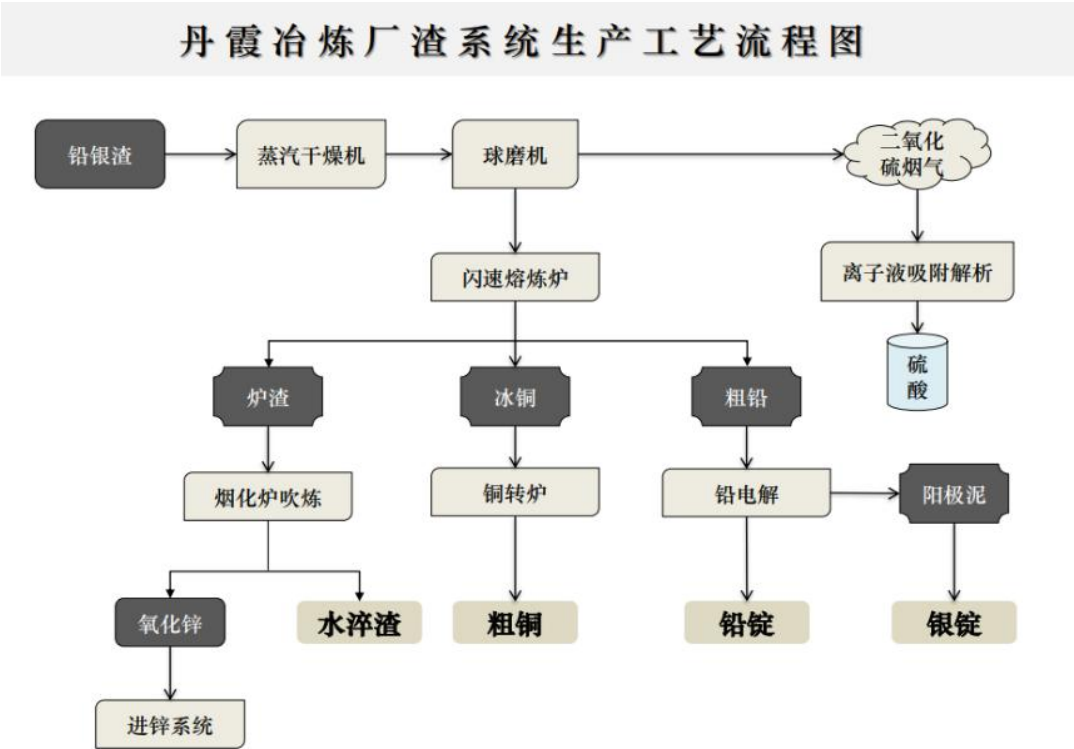 丹霞冶炼厂渣系统生产工艺流程图
铅银渣
蒸汽干燥机
球磨机
二氧化
硫烟气
闪速熔炼炉
离子液吸附解析
硫
酸
炉渣
冰铜
粗铅
烟化炉吹炼
铜转炉
铅电解
阳极泥
氧化锌
水淬渣
粗铜
铅锭
银锭
进锌系统